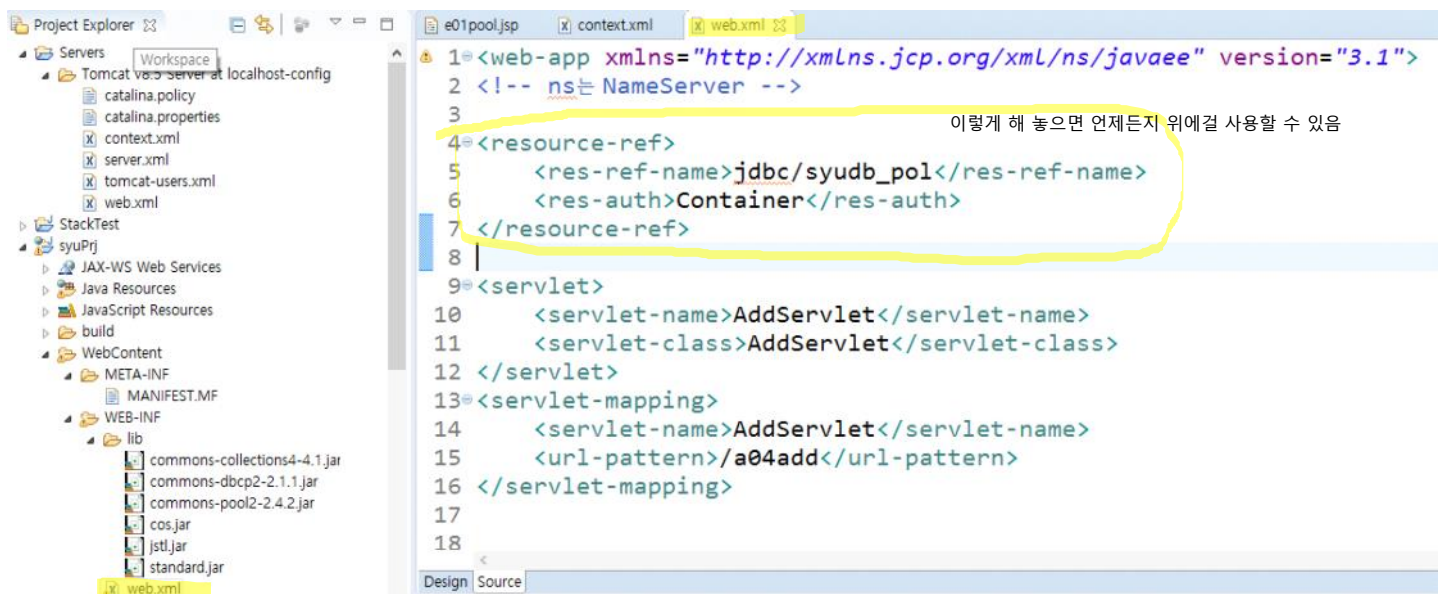 Project Explorer
Servers
Workspace
Tomcat v8.5 Server at localhost-config
catalina.policy
catalina.properties
context.xml
server.xml
tomcat-users.xml
web.xml
StackTest
syuPrj
JAX-WS Web Services
Java Resources
JavaScript Resources
build
WebContent
META-INF
MANIFEST.MF
WEB-INF
lib
commons-collections4-4.1.jar
commons-dbcp2-2.1.1.jar
commons-pool2-2.4.2.jar
cos.jar
jstl.jar
standard.jar
web.xml
e01pool.jsp context.xml web.xml
1 <web-app xmlns="http://xmlns.jcp.org/xml/ns/javaee" version="3.1">
2 <!-- ns는 NameServer -->
3
이렇게 해 놓으면 언제든지 위에걸 사용할 수 있음
4 <resource-ref>
5 <res-ref-name>jdbc/syudb_pol</res-ref-name>
6 <res-auth>Container</res-auth>
7 </resource-ref>
8
9 <servlet>
10 <servlet-name>AddServlet</servlet-name>
11 <servlet-class>AddServlet</servlet-class>
12 </servlet>
13 <servlet-mapping>
14 <servlet-name>AddServlet</servlet-name>
15 <url-pattern>/a04add</url-pattern>
16 </servlet-mapping>
17
18
Design Source